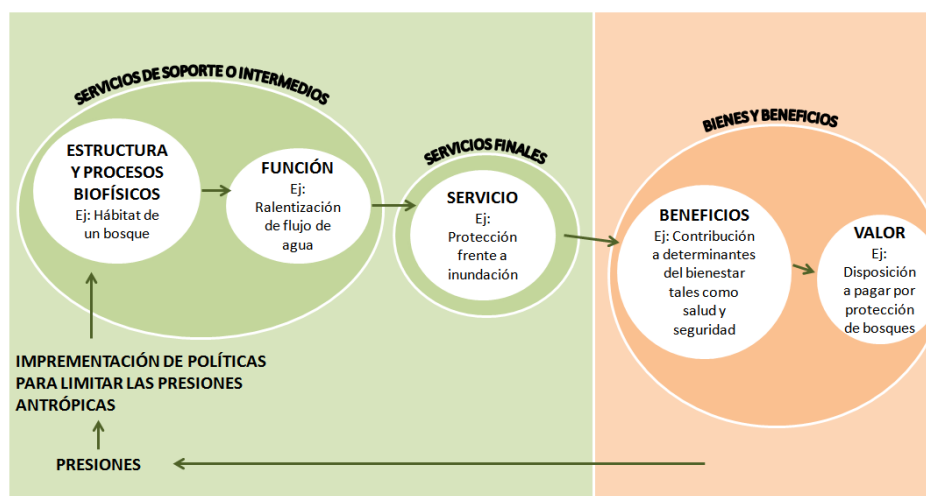 SERVICIOS DE SOPORTE O INTERMEDIOS
ESTRUCTURA
Y PROCESOS
BIOFÍSICOS
Ej: Hábitat de
un bosque
FUNCIÓN
Ej:
Ralentización
de flujo de
agua
SERVICIOS FINALES
SERVICIO
Ej:
Protección
frente a
inundación
BIENES Y BENEFICIOS
BENEFICIOS
Ej: Contribución
a determinantes
del bienestar
tales como
salud y
seguridad
VALOR
Ej:
Disposición
a pagar por
protección
de bosques
IMPREMENTACIÓN DE POLÍTICAS
PARA LIMITAR LAS PRESIONES
ANTRÓPICAS
PRESIONES